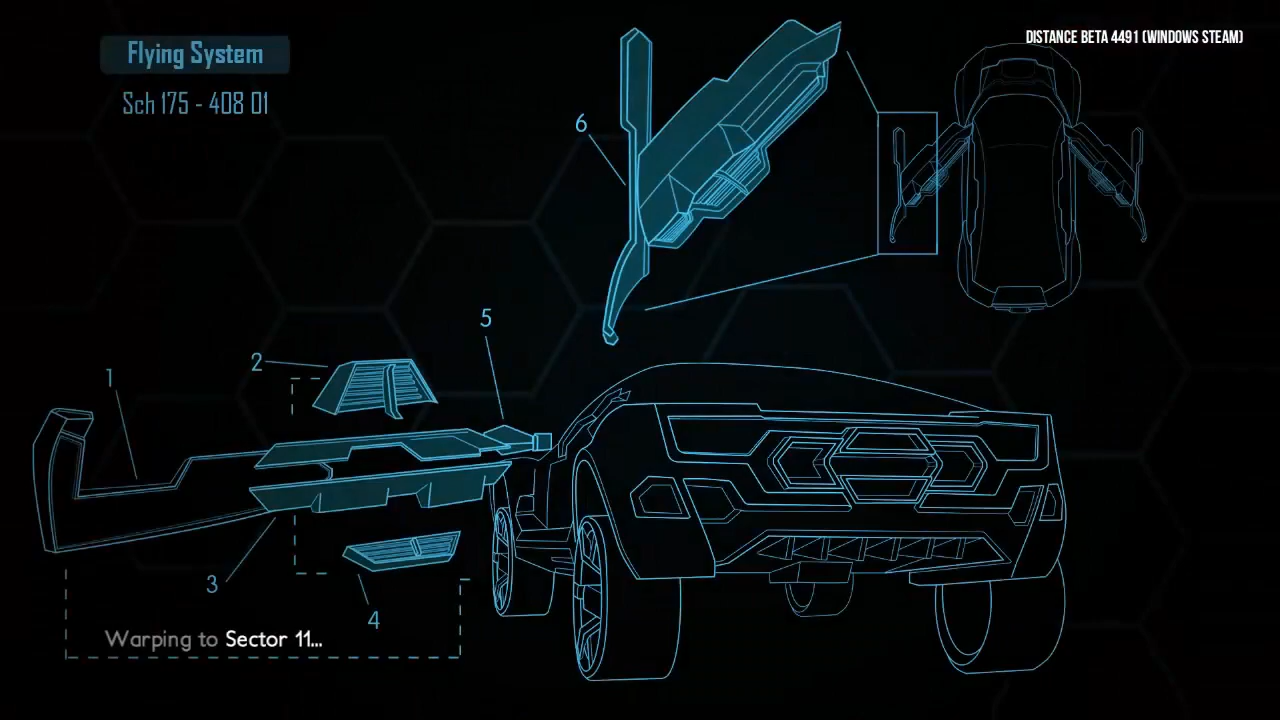 Flying System
Sch 175 - 408 01
DISTANCE BETA 4491 (WINDOWS STEAM)
6
5
2
1
3
4
Warping to Sector 11...